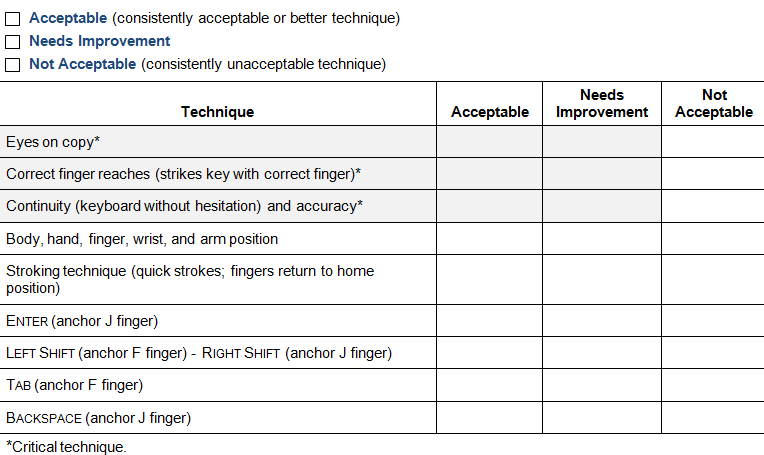 Acceptable (consistently acceptable or better technique)
Needs Improvement
Not Acceptable (consistently unacceptable technique)
Technique
Acceptable
Needs
Improvement
Not
Acceptable
Eyes on copy*
Correct finger reaches (strikes key with correct finger)*
Continuity (keyboard without hesitation) and accuracy*
Body, hand, finger, wrist, and arm position
Stroking technique (quick strokes; fingers return to home
position)
ENTER (anchor J finger)
LEFT SHIFT (anchor F finger) - RIGHT SHIFT (anchor J finger)
TAB (anchor F finger)
BACKSPACE (anchor J finger)
*Critical technique.